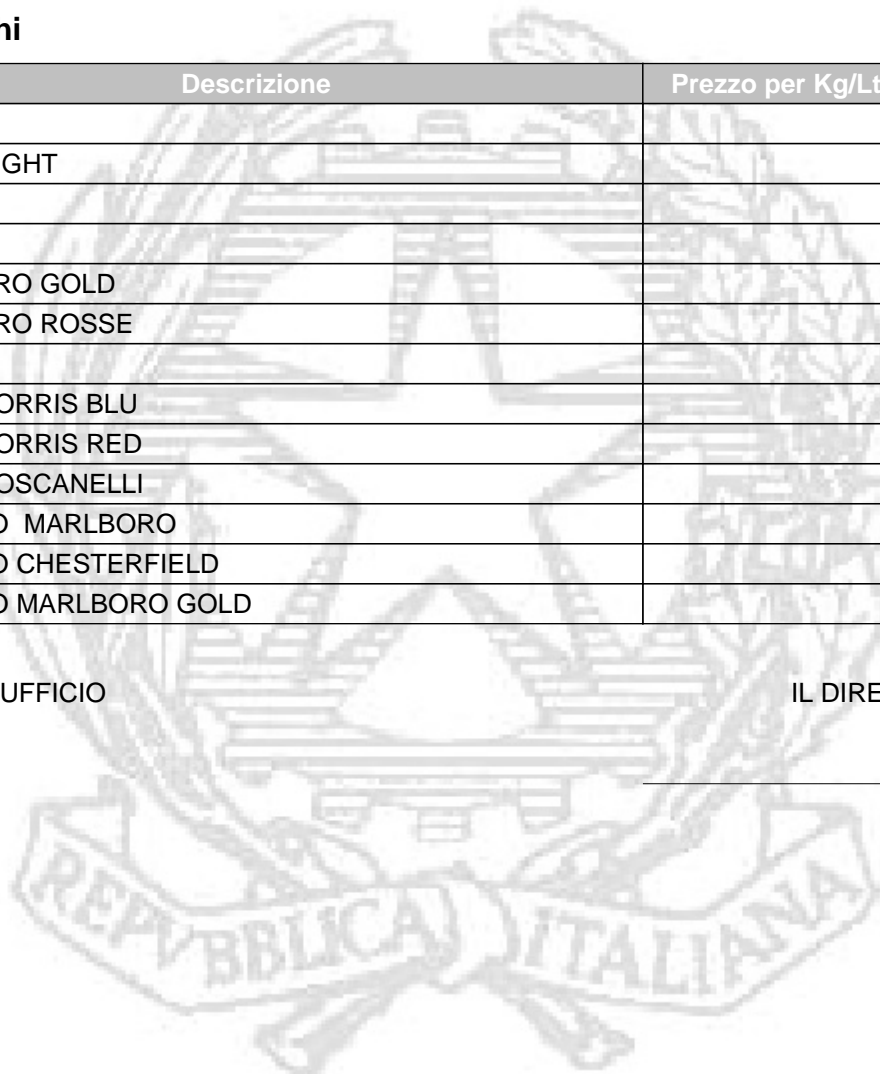 ni
Descrizione Prezzo per Kg/Lt
GHT
RO GOLD
RO ROSSE
ORRIS BLU
ORRIS RED
OSCANELLI
O MARLBORO
O CHESTERFIELD
O MARLBORO GOLD
UFFICIO IL DIRE
REPVBBLICA ITALIANA